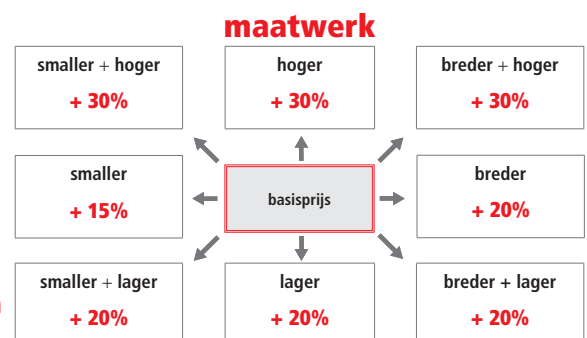 maatwerk
smaller + hoger
+ 30%
hoger
+ 30%
breder + hoger
+ 30%
smaller
+ 15%
basisprijs
breder
+ 20%
smaller + lager
+ 20%
lager
+ 20%
breder + lager
+ 20%